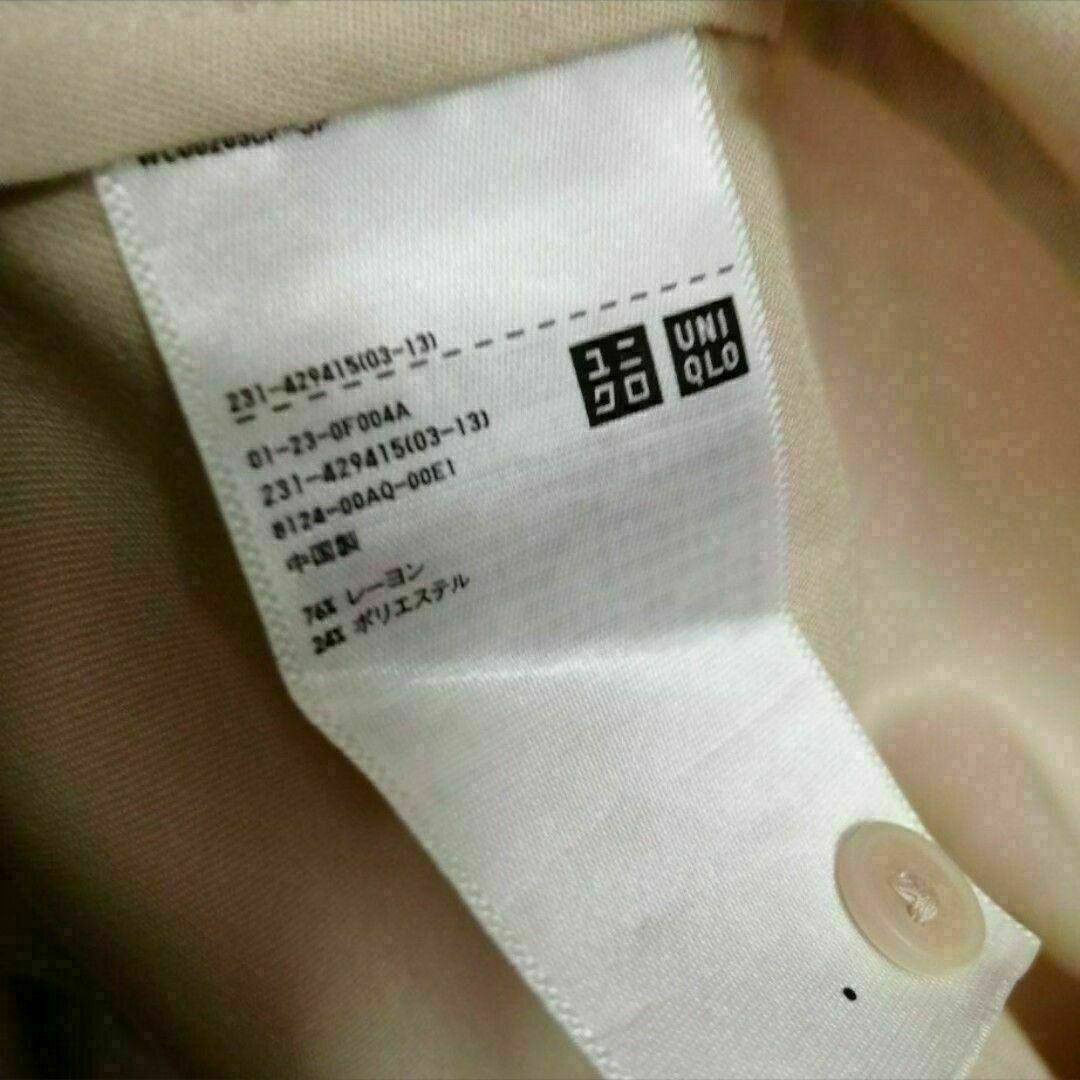 231-429415(03-13)
ユニ
クロ
UNI
QLO
01-23-0F004A
231-429415(03-13)
8124-00AQ-00E1
中国製
76% レーヨン
24% ポリエステル